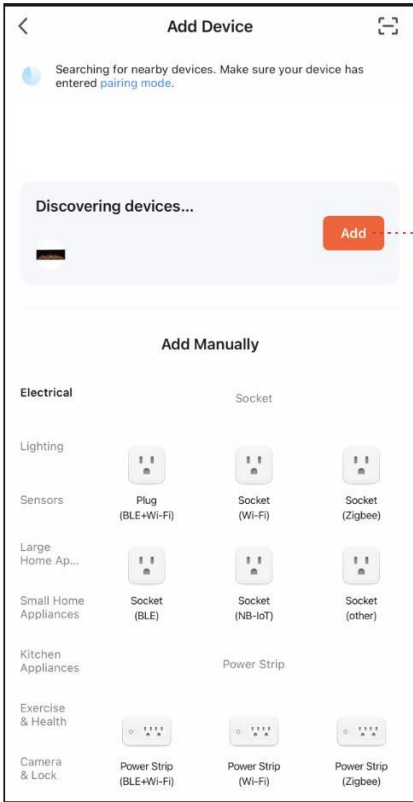 Add Device
Searching for nearby devices. Make sure your device has
entered pairing mode.
Discovering devices...
Add
Add Manually
Electrical
Socket
Lighting
Sensors
Plug
(BLE+Wi-Fi)
Socket
(Wi-Fi)
Socket
(Zigbee)
Large
Home Ap...
Small Home
Appliances
Socket
(BLE)
Socket
(NB-IoT)
Socket
(other)
Kitchen
Appliances
Power Strip
Exercise
& Health
Camera
& Lock
Power Strip
(BLE+Wi-Fi)
Power Strip
(Wi-Fi)
Power Strip
(Zigbee)